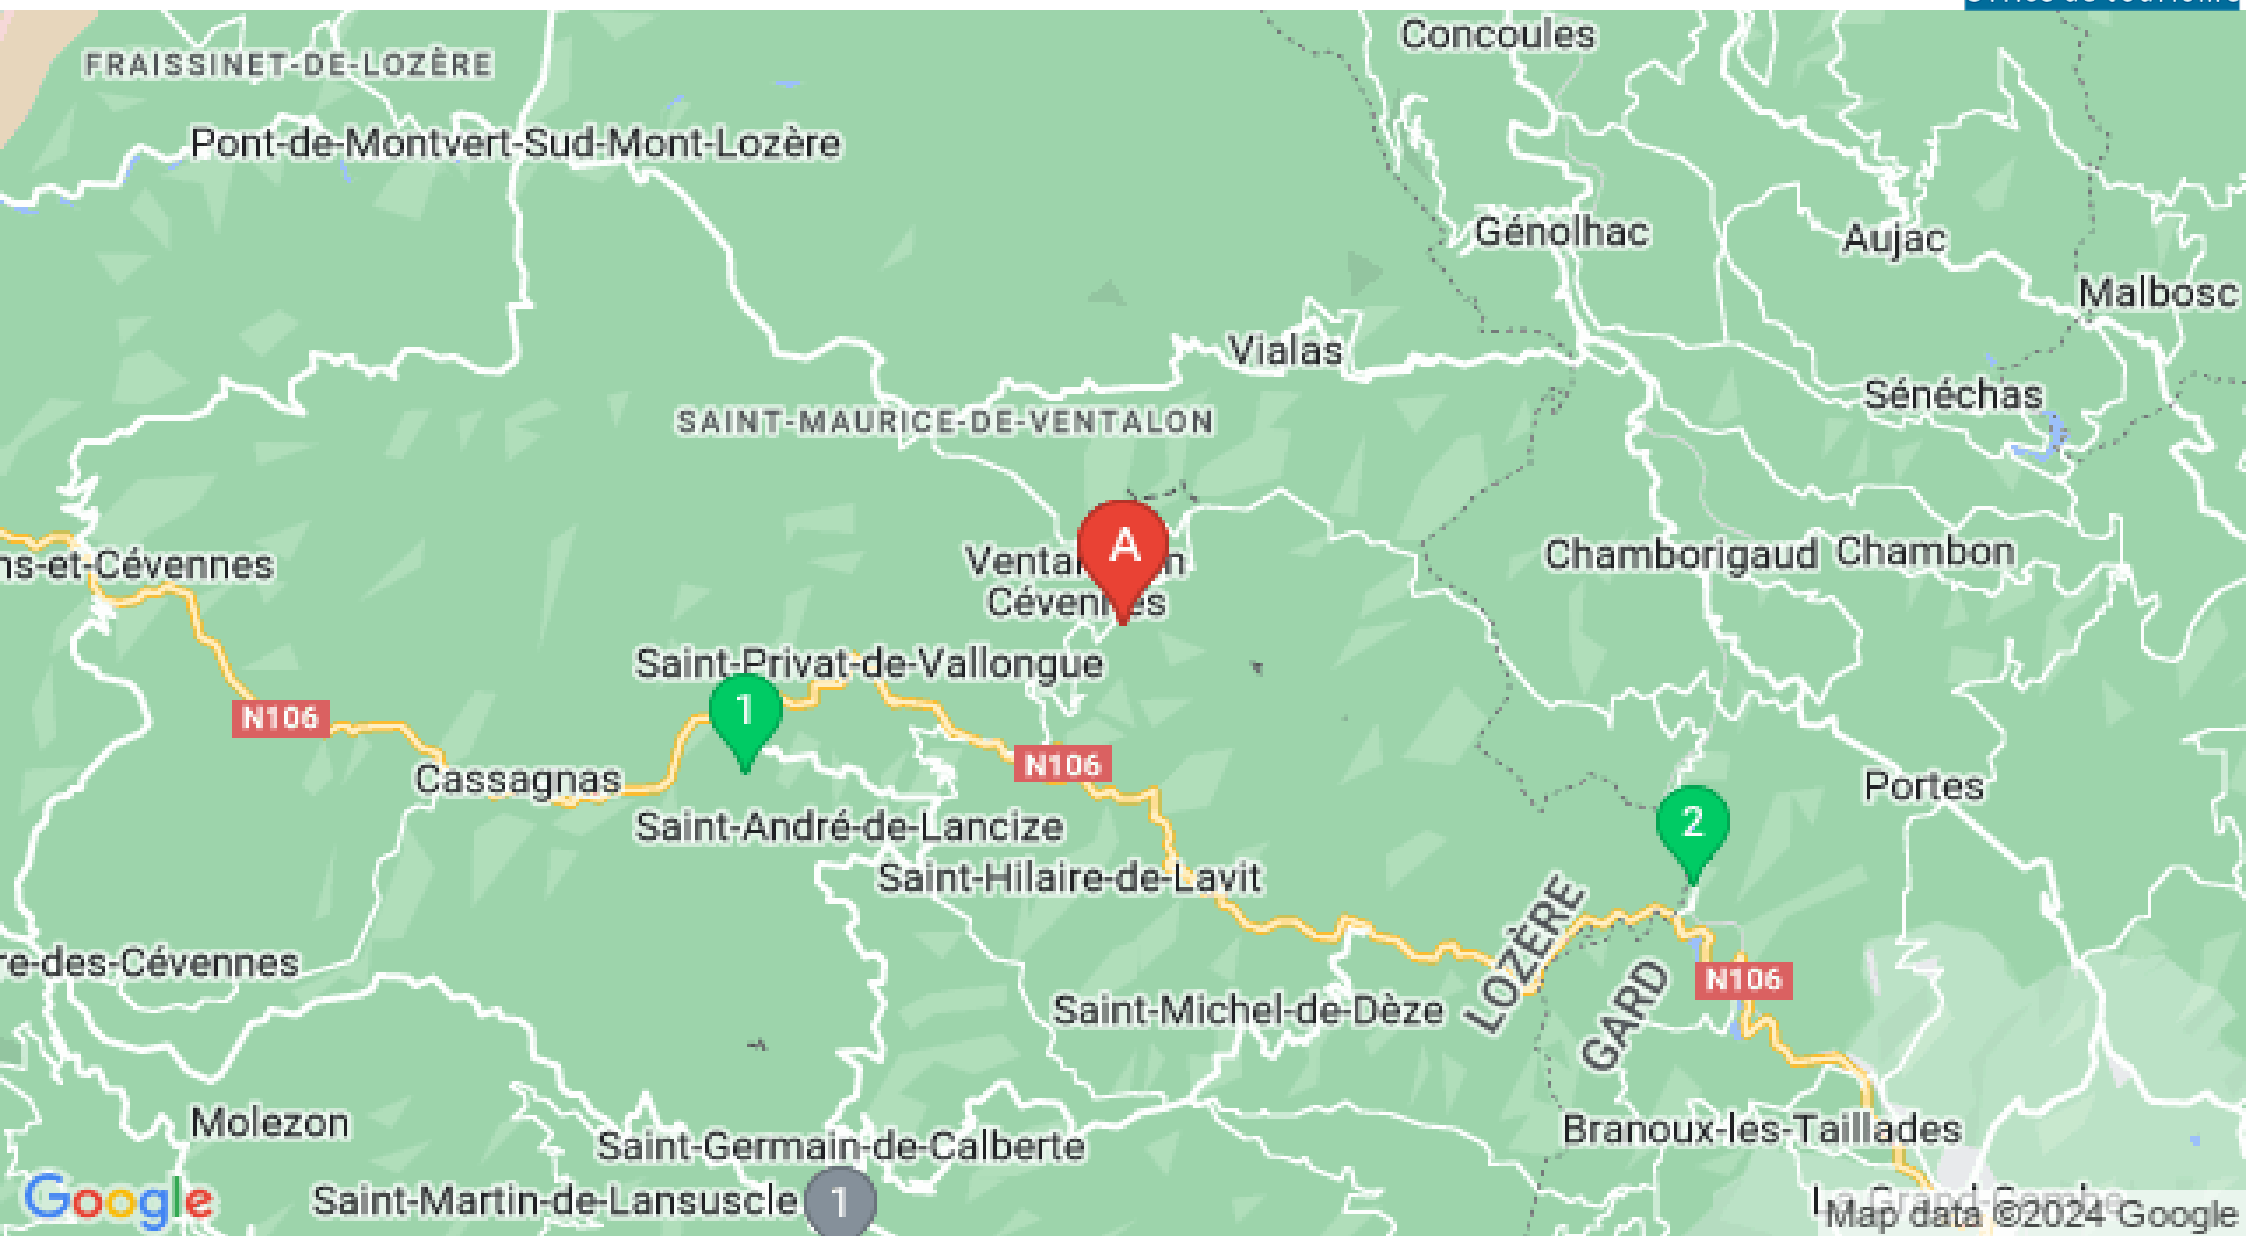 Concoules
FRAISSINET-DE-LOZÈRE
Pont-de-Montvert-Sud-Mont-Lozère
Génolhac
Aujac
Malbosc
Vialas
Sénéchas
SAINT-MAURICE-DE-VENTALON
A
ns-et-Cévennes
Cévennes
Chamborigaud
Chambon
Saint-Privat-de-Vallongue
1
N106
N106
Cassagnas
Portes
2
Saint-André-de-Lancize
Saint-Hilaire-de-Lavit
LOZÈRE
re-des-Cévennes
N106
Saint-Michel-de-Dèze
GARD
Molezon
Branoux-les-Taillades
Saint-Germain-de-Calberte
Google
Saint-Martin-de-Lansuscle
1
Map data ©2024 Google